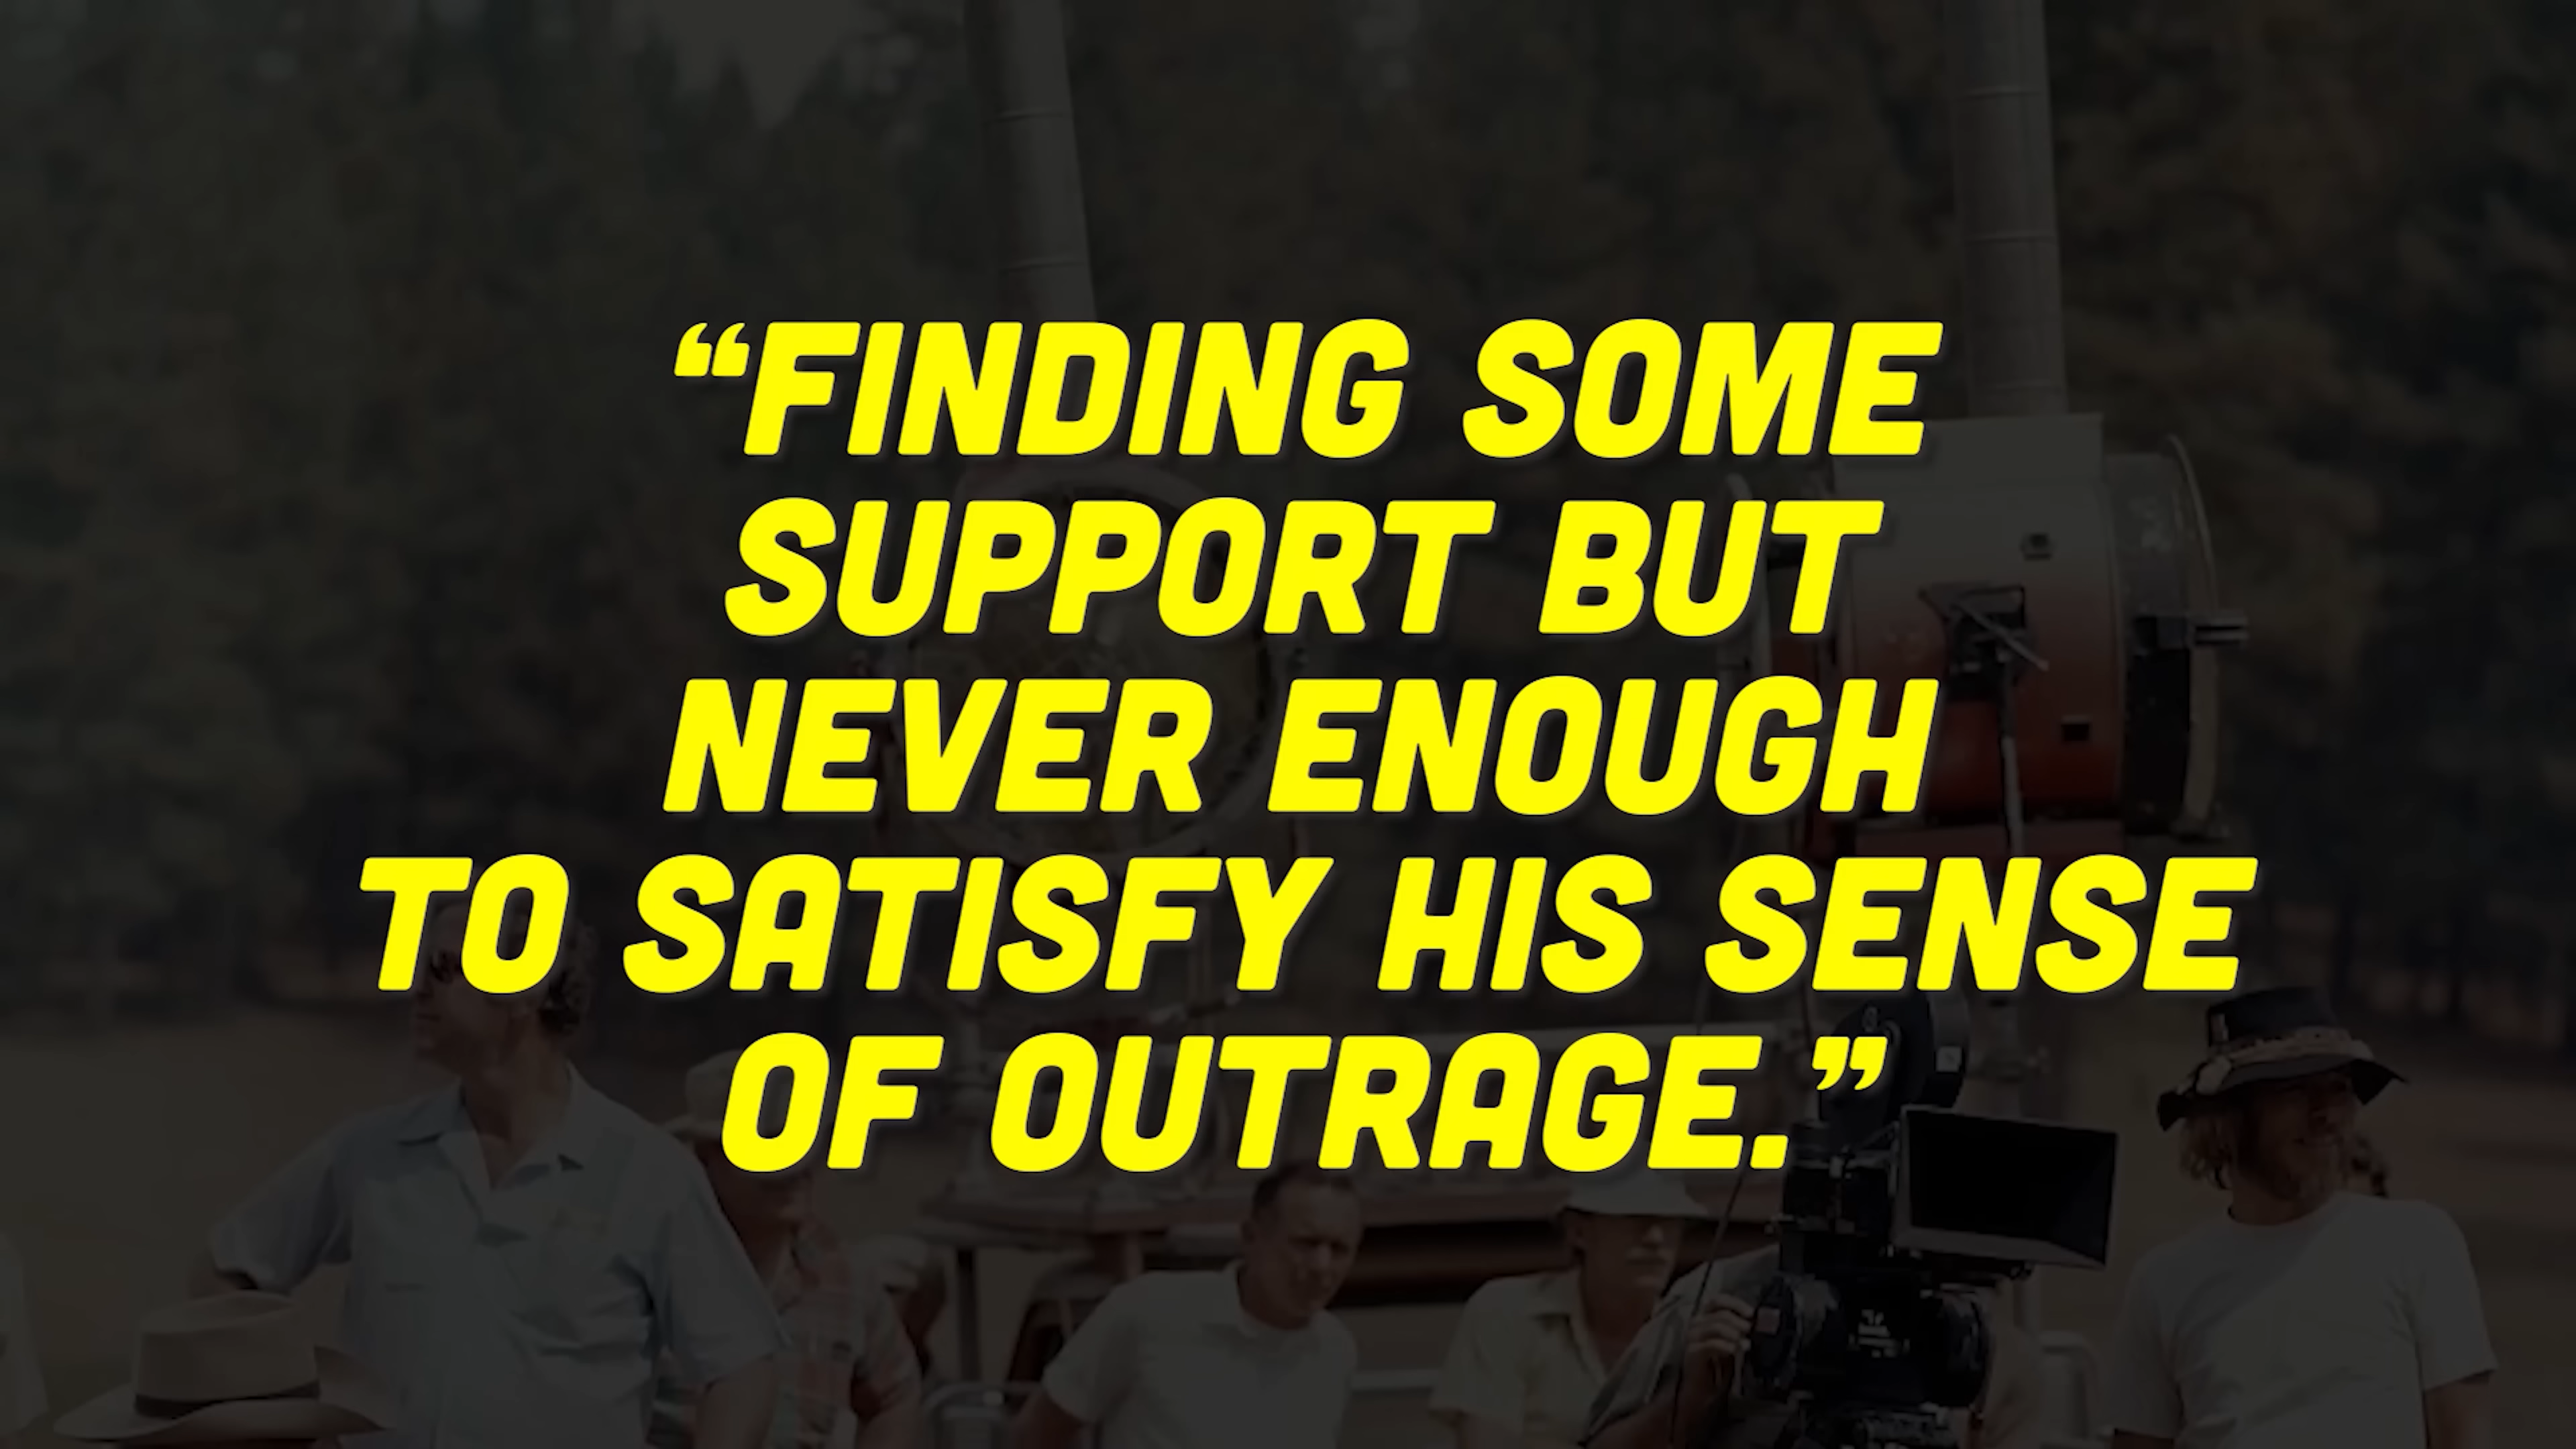 “FINDING SOME
SUPPORT BUT
NEVER ENOUGH
TO SATISFY HIS SENSE
OF OUTRAGE.”